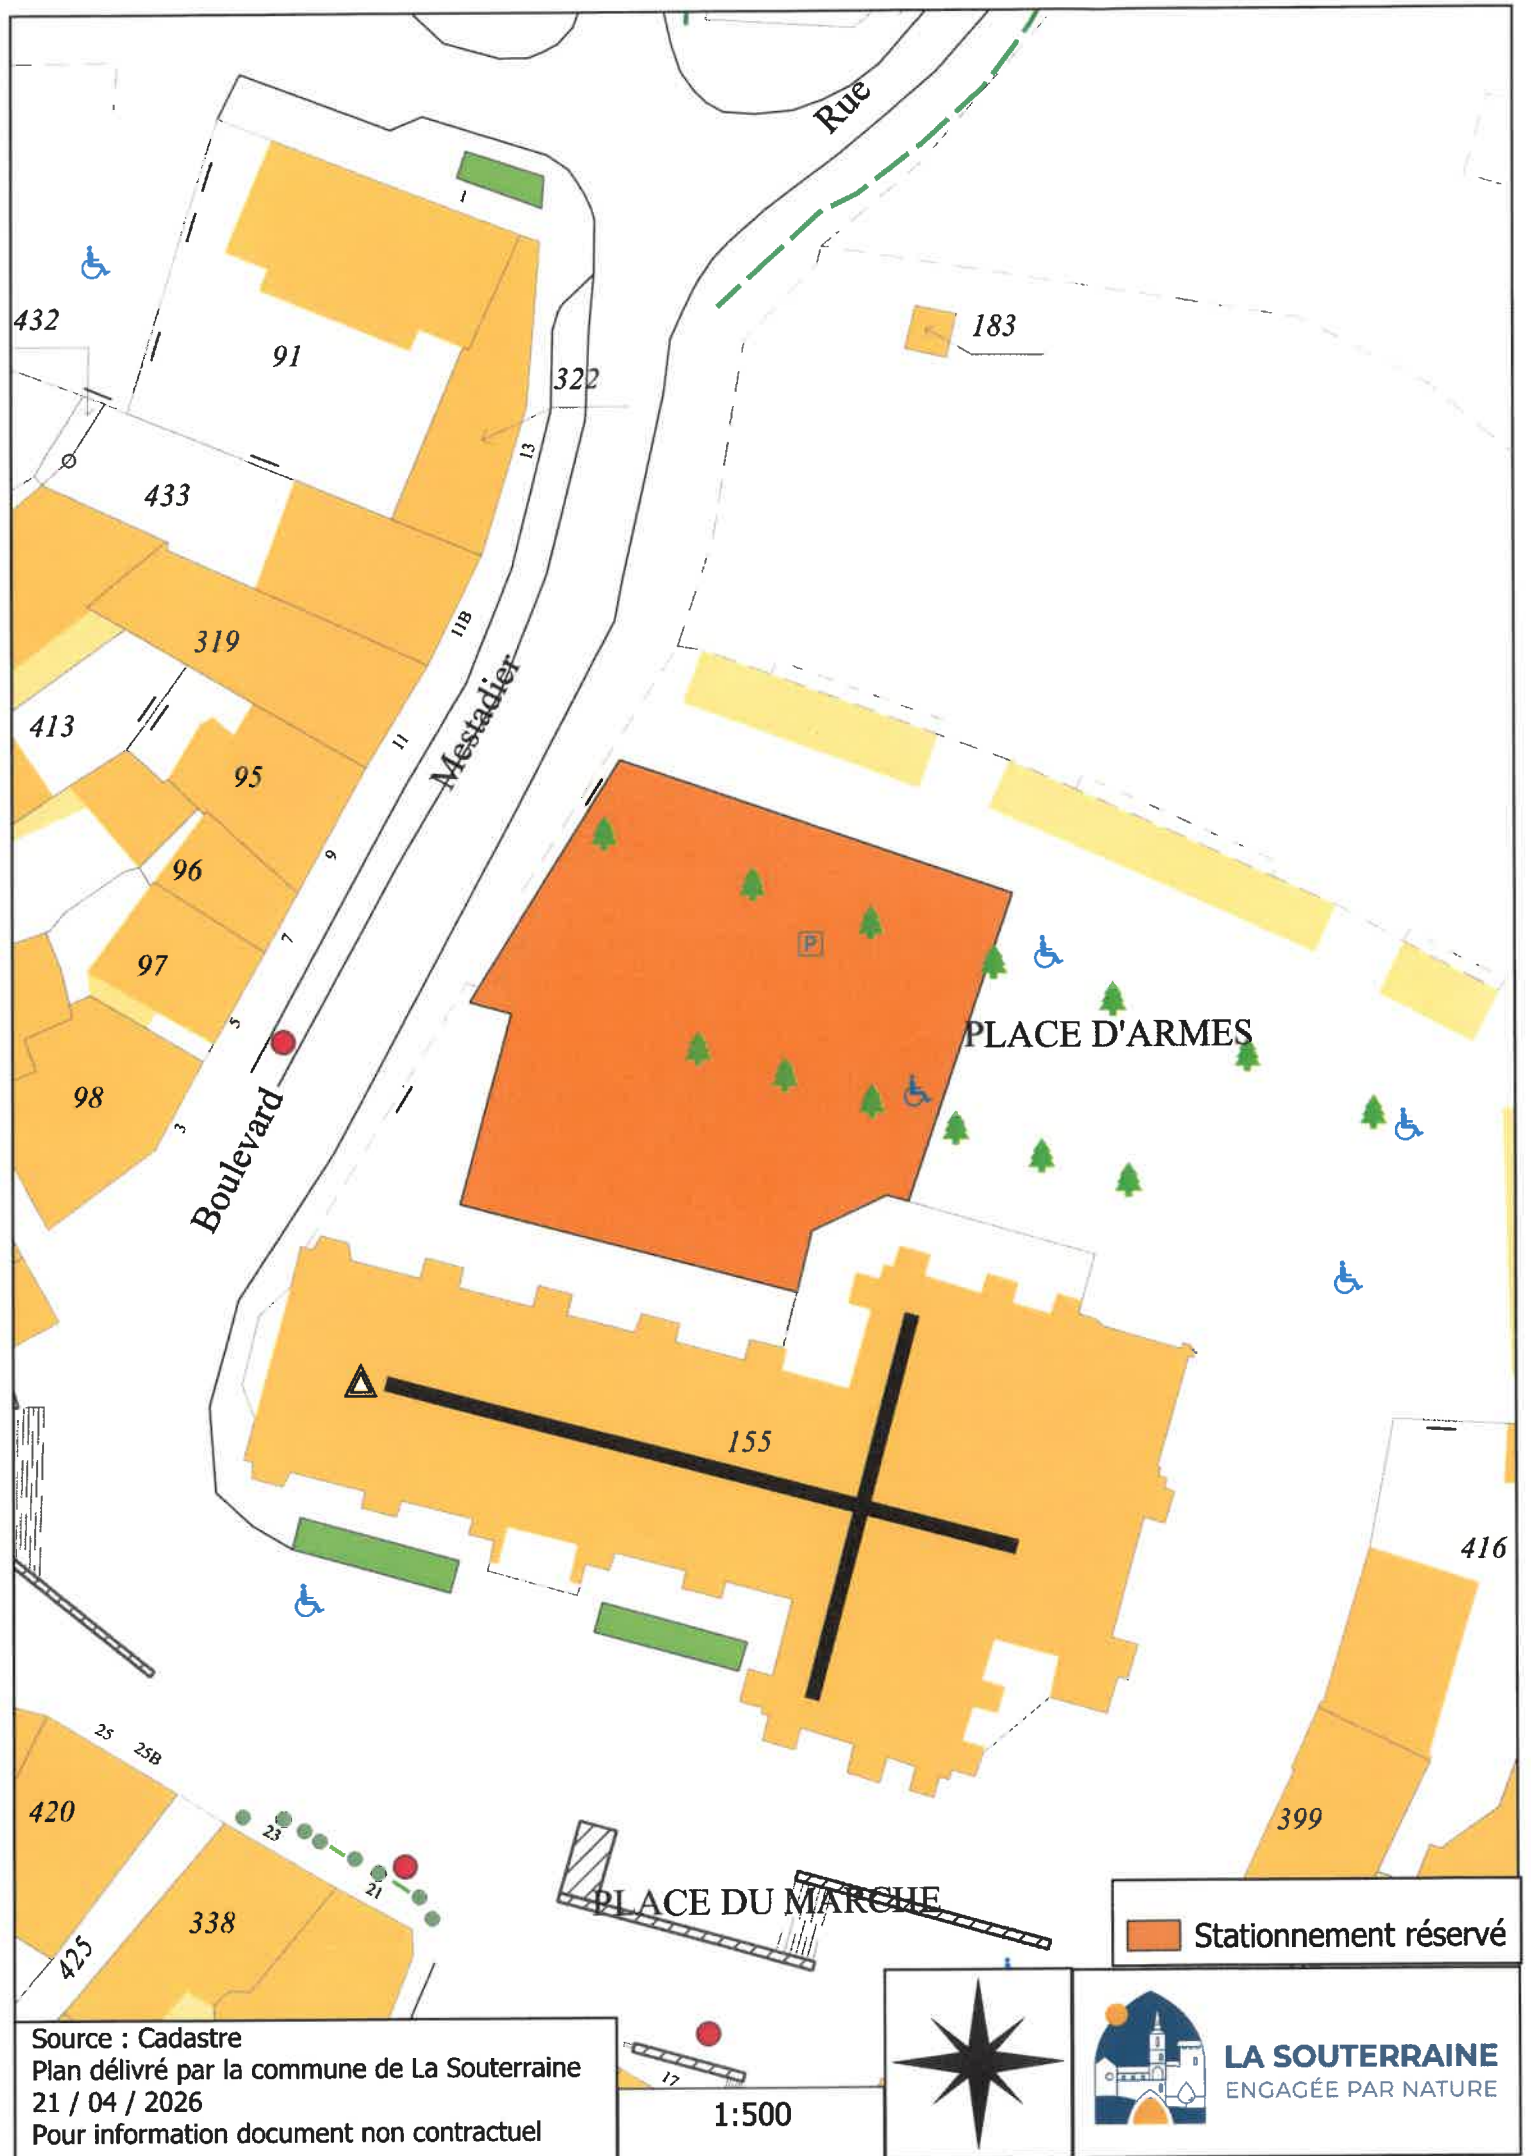 Rue
1
432
91
183
322
13
433
11B
319
Mestadier
413
11
95
9
96
7
97
P
5
PLACE D'ARMES
98
3
Boulevard
155
416
25
25B
420
23
399
21
338
PLACE DU MARCHE
425
Stationnement réservé
Source : Cadastre
Plan délivré par la commune de La Souterraine
21 / 04 / 2026
Pour information document non contractuel
17
1:500
LA SOUTERRAINE
ENGAGÉE PAR NATURE